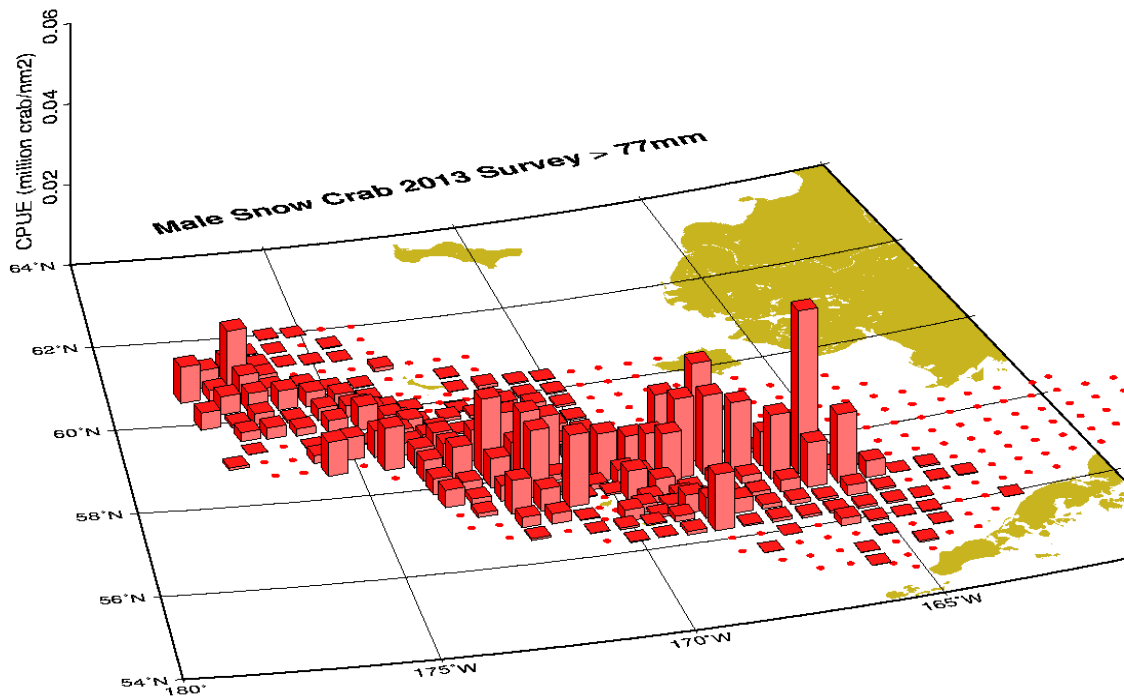 0.06
0.04
0.02
CPUE (million crab/nm2)
Male Snow Crab 2013 Survey > 77mm
64°N
62°N
60°N
58°N
56°N
54°N
180°
175°W
170°W
165°W